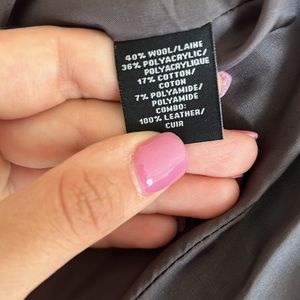 40% WOOL/LAINE
36% POLYACRYLIC/
POLYACRYLIQUE
17% COTTON/
COTON
7% POLYAMIDE/
POLYAMIDE
COMBO:
100% LEATHER/
CUIR